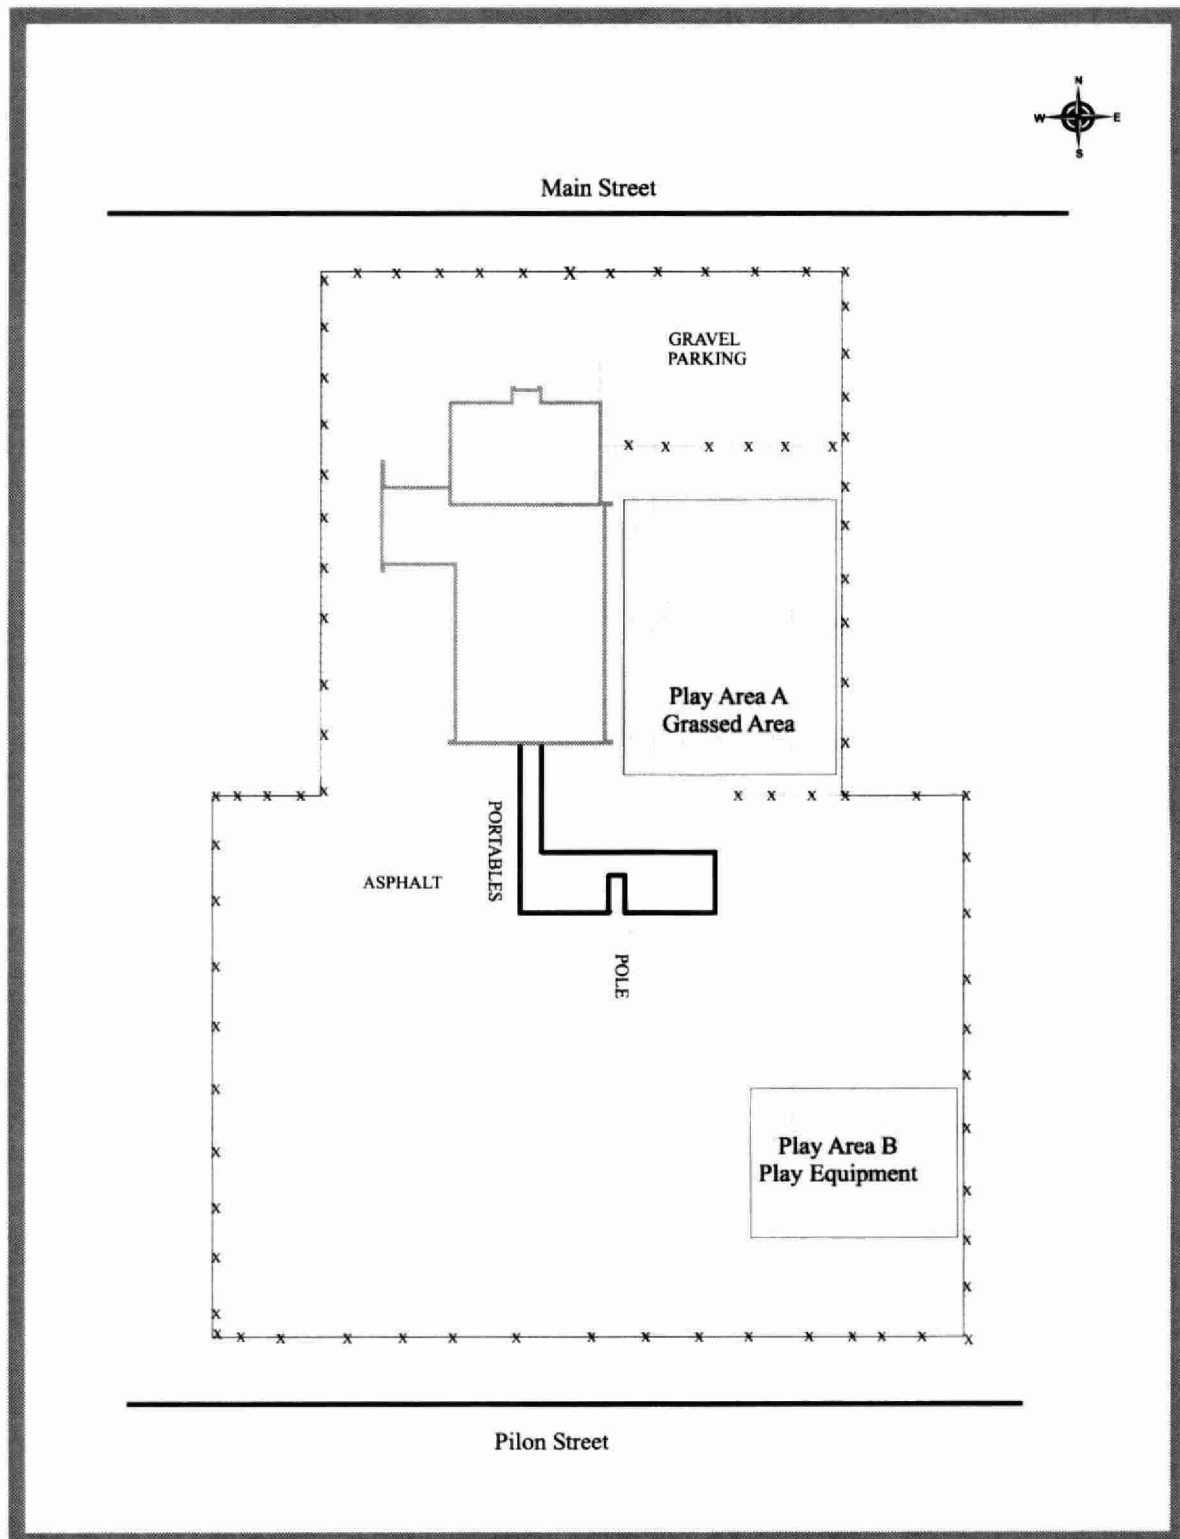 N
W E
S
Main Street
GRAVEL
PARKING
Play Area A
Grassed Area
PORTABLES
ASPHALT
POLE
Play Area B
Play Equipment
Pilon Street